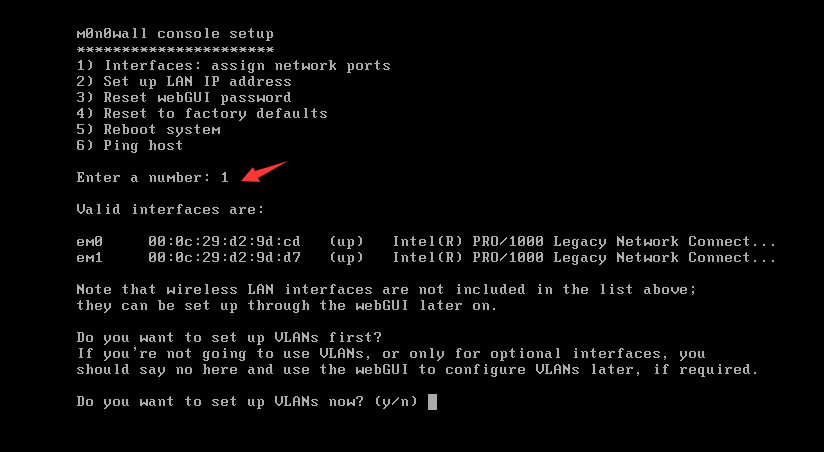 m0n0wall console setup
**********************
1) Interfaces: assign network ports
2) Set up LAN IP address
3) Reset webGUI password
4) Reset to factory defaults
5) Reboot system
6) Ping host
Enter a number: 1
Valid interfaces are:
em0 00:0c:29:d2:9d:cd (up) Intel(R) PRO/1000 Legacy Network Connect...
em1 00:0c:29:d2:9d:d7 (up) Intel(R) PRO/1000 Legacy Network Connect...
Note that wireless LAN interfaces are not included in the list above;
they can be set up through the webGUI later on.
Do you want to set up VLANs first?
If you're not going to use VLANs, or only for optional interfaces, you
should say no here and use the webGUI to configure VLANs later, if required.
Do you want to set up VLANs now? (y/n)